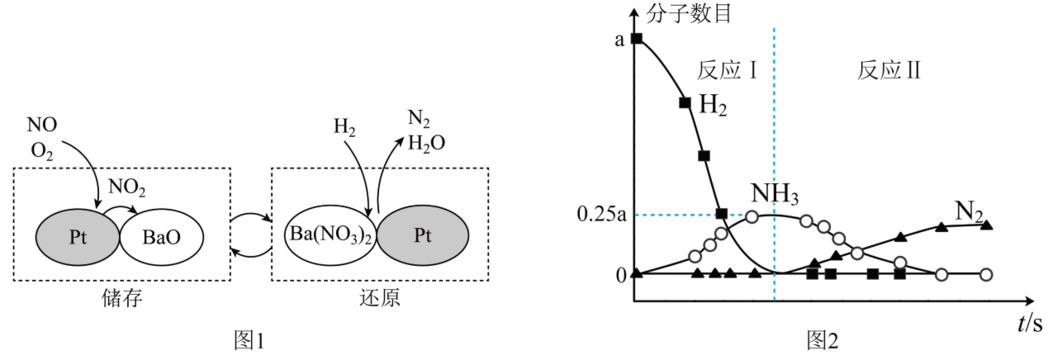 NO
O₂
NO₂
Pt
BaO
储存
H₂
N₂
H₂O
Ba(NO₃)₂
Pt
还原
图1
分子数目
a
反应Ⅰ
反应Ⅱ
H₂
NH₃
0.25a
N₂
0
t/s
图2